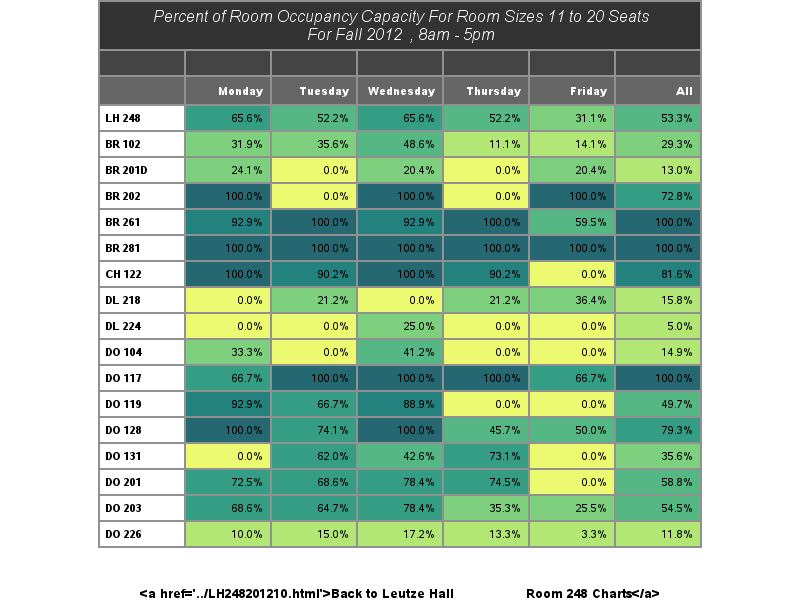 Percent of Room Occupancy Capacity For Room Sizes 11 to 20 Seats
For Fall 2012 , 8am - 5pm
Monday Tuesday Wednesday Thursday Friday All
LH 248 65.6% 52.2% 65.6% 52.2% 31.1% 53.3%
BR 102 31.9% 35.6% 48.6% 11.1% 14.1% 29.3%
BR 201D 24.1% 0.0% 20.4% 0.0% 20.4% 13.0%
BR 202 100.0% 0.0% 100.0% 0.0% 100.0% 72.8%
BR 261 92.9% 100.0% 92.9% 100.0% 59.5% 100.0%
BR 281 100.0% 100.0% 100.0% 100.0% 100.0% 100.0%
CH 122 100.0% 90.2% 100.0% 90.2% 0.0% 81.6%
DL 218 0.0% 21.2% 0.0% 21.2% 36.4% 15.8%
DL 224 0.0% 0.0% 25.0% 0.0% 0.0% 5.0%
DO 104 33.3% 0.0% 41.2% 0.0% 0.0% 14.9%
DO 117 66.7% 100.0% 100.0% 100.0% 66.7% 100.0%
DO 119 92.9% 66.7% 88.9% 0.0% 0.0% 49.7%
DO 128 100.0% 74.1% 100.0% 45.7% 50.0% 79.3%
DO 131 0.0% 62.0% 42.6% 73.1% 0.0% 35.6%
DO 201 72.5% 68.6% 78.4% 74.5% 0.0% 58.8%
DO 203 68.6% 64.7% 78.4% 35.3% 25.5% 54.5%
DO 226 10.0% 15.0% 17.2% 13.3% 3.3% 11.8%
<a href='../LH248201210.html'>Back to Leutze Hall Room 248 Charts</a>